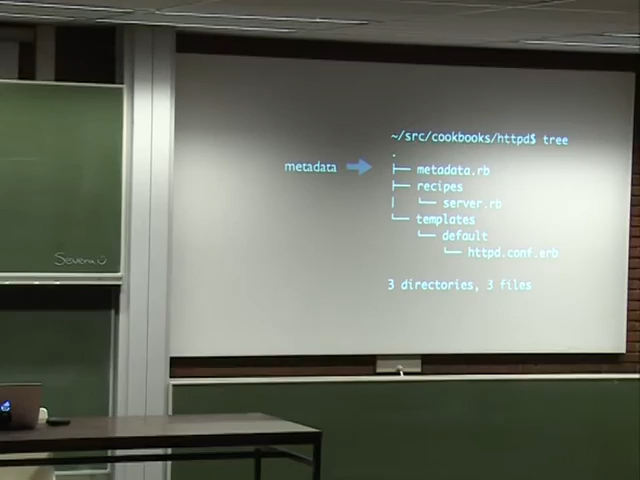 ~/src/cookbooks/httpd$ tree
.
metadata
├── metadata.rb
├── recipes
│   └── server.rb
└── templates
    └── default
        └── httpd.conf.erb
3 directories, 3 files